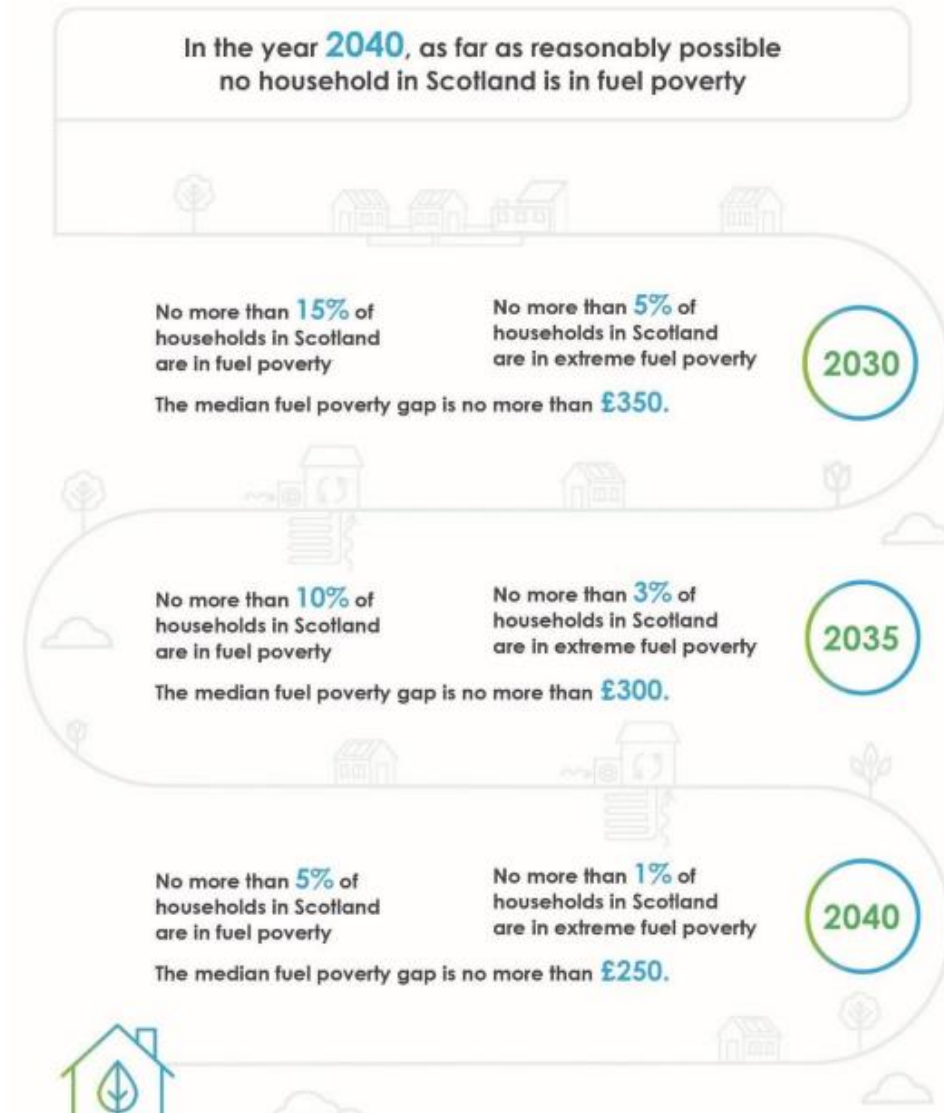 In the year 2040, as far as reasonably possible
no household in Scotland is in fuel poverty
No more than 15% of
households in Scotland
are in fuel poverty
No more than 5% of
households in Scotland
are in extreme fuel poverty
2030
The median fuel poverty gap is no more than £350.
No more than 10% of
households in Scotland
are in fuel poverty
No more than 3% of
households in Scotland
are in extreme fuel poverty
2035
The median fuel poverty gap is no more than £300.
No more than 5% of
households in Scotland
are in fuel poverty
No more than 1% of
households in Scotland
are in extreme fuel poverty
2040
The median fuel poverty gap is no more than £250.